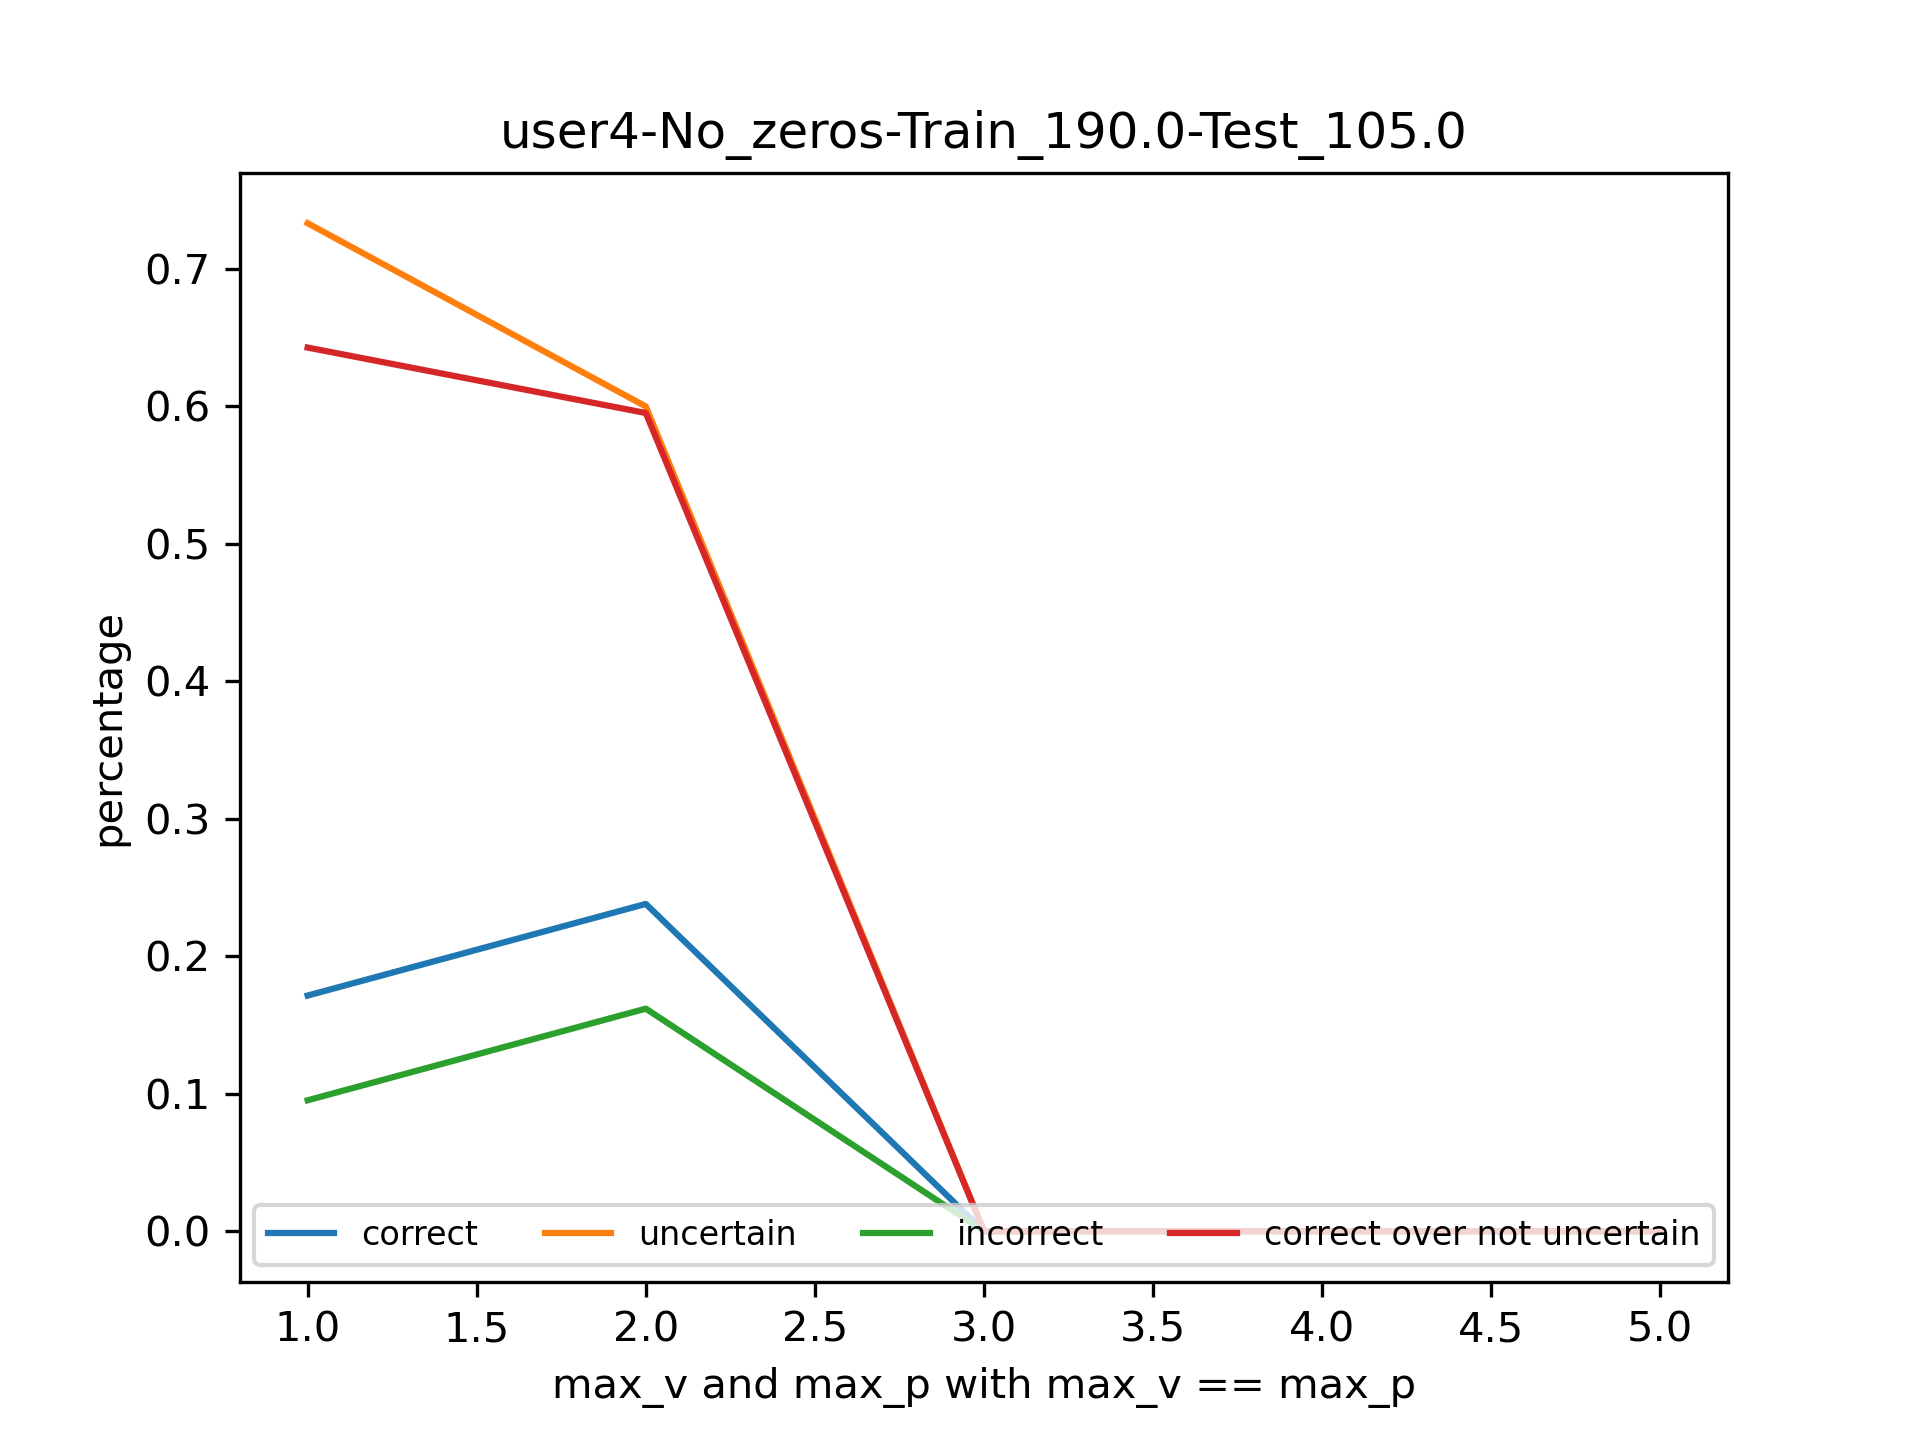 user4-No_zeros-Train_190.0-Test_105.0
percentage
0.7
0.6
0.5
0.4
0.3
0.2
0.1
0.0
correct uncertain incorrect correct over not uncertain
1.0 1.5 2.0 2.5 3.0 3.5 4.0 4.5 5.0
max_v and max_p with max_v == max_p